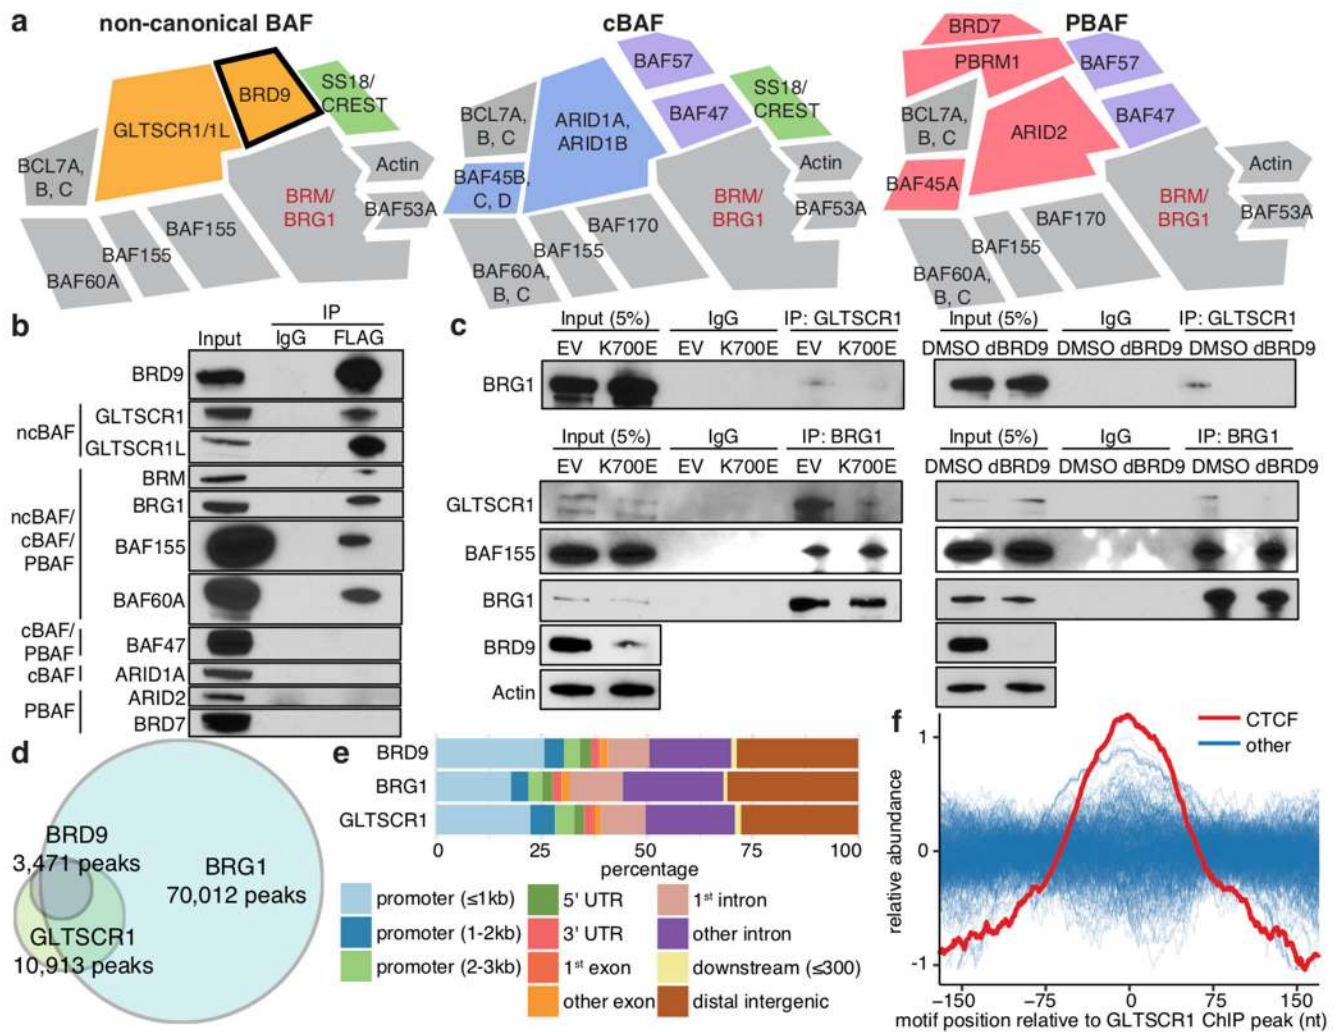 a
non-canonical BAF
cBAF
PBAF
GLTSCR1/1L
BRD9
SS18/
CREST
BCL7A,
B, C
Actin
BRM/
BRG1
BAF53A
BAF155
BAF155
BAF60A
BAF57
BAF47
SS18/
CREST
BCL7A,
B, C
ARID1A,
ARID1B
BAF45B,
C, D
Actin
BRM/
BRG1
BAF53A
BAF170
BAF155
BAF60A,
B, C
BRD7
PBRM1
BAF57
BAF47
BCL7A,
B, C
ARID2
BAF45A
Actin
BRM/
BRG1
BAF53A
BAF170
BAF155
BAF60A,
B, C
b
IP
Input IgG FLAG
BRD9
ncBAF
GLTSCR1
GLTSCR1L
ncBAF/
cBAF/
PBAF
BRM
BRG1
BAF155
BAF60A
cBAF/
PBAF
BAF47
cBAF
ARID1A
PBAF
ARID2
BRD7
c
Input (5%) IgG IP: GLTSCR1
EV K700E EV K700E EV K700E
BRG1
Input (5%) IgG IP: GLTSCR1
DMSO dBRD9 DMSO dBRD9 DMSO dBRD9
Input (5%) IgG IP: BRG1
EV K700E EV K700E EV K700E
GLTSCR1
BAF155
BRG1
BRD9
Actin
Input (5%) IgG IP: BRG1
DMSO dBRD9 DMSO dBRD9 DMSO dBRD9
d
BRD9
3,471 peaks
BRG1
70,012 peaks
GLTSCR1
10,913 peaks
e
BRD9
BRG1
GLTSCR1
0 25 50 75 100
percentage
promoter (≤1kb)
promoter (1-2kb)
promoter (2-3kb)
5' UTR
3' UTR
1st exon
other exon
1st intron
other intron
downstream (≤300)
distal intergenic
f
CTCF
other
relative abundance
1
0
-1
−150 −75 0 75 150
motif position relative to GLTSCR1 ChIP peak (nt)